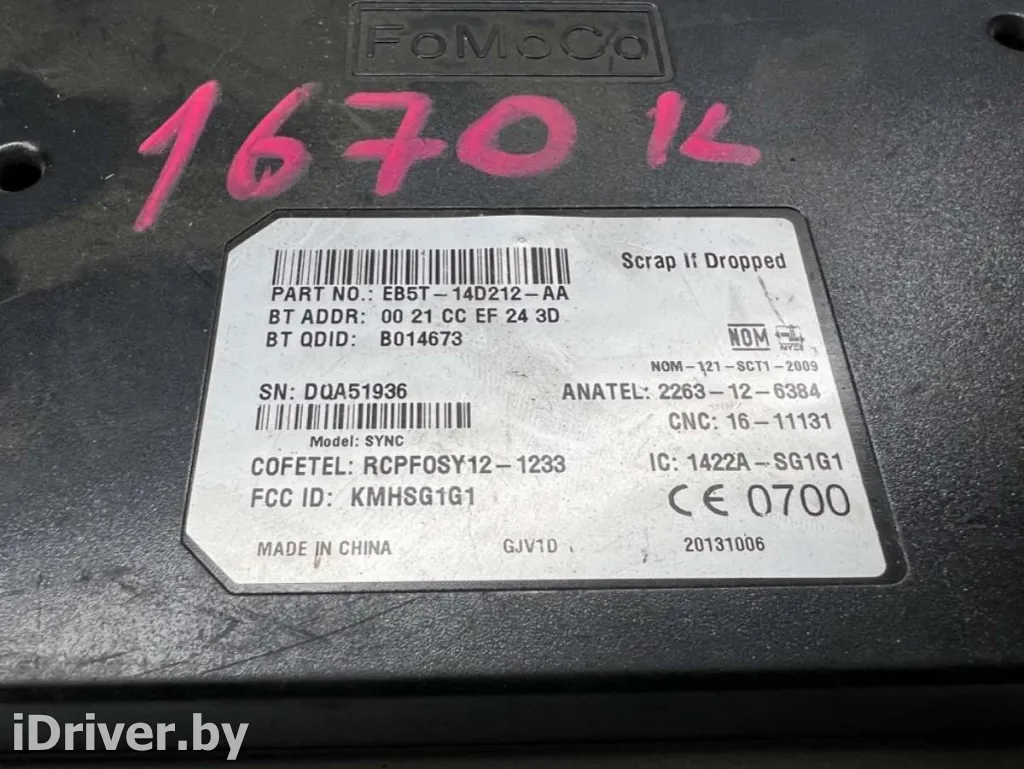 FoMoCo
1670 K
PART NO.: EB5T-14D212-AA
Scrap If Dropped
BT ADDR: 00 21 CC EF 24 3D
BT QDID: B014673
NOM
NYCE
NOM-121-SCT1-2009
SN: DQA51936
ANATEL: 2263-12-6384
CNC: 16-11131
Model: SYNC
COFETEL: RCPFOSY12-1233
IC: 1422A-SG1G1
FCC ID: KMHSG1G1
CE 0700
MADE IN CHINA
GJV1D
20131006
iDriver.by